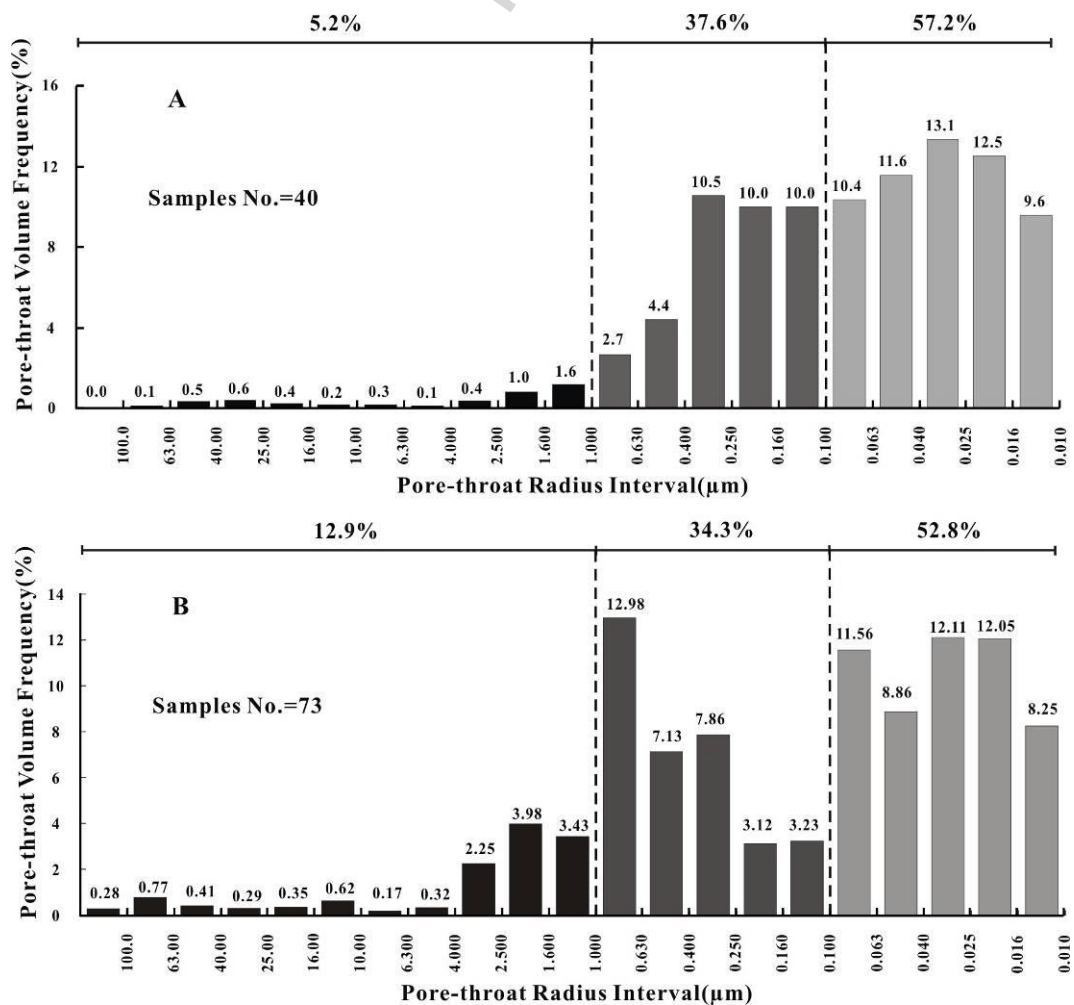 5.2% 37.6% 57.2%
Pore-throat Volume Frequency(%)
16
12
8
4
0
A
Samples No.=40
0.0 0.1 0.5 0.6 0.4 0.2 0.3 0.1 0.4 1.0 1.6 2.7 4.4 10.5 10.0 10.0 10.4 11.6 13.1 12.5 9.6
100.0 63.00 40.00 25.00 16.00 10.00 6.300 4.000 2.500 1.600 1.000 0.630 0.400 0.250 0.160 0.100 0.063 0.040 0.025 0.016 0.010
Pore-throat Radius Interval(μm)
12.9% 34.3% 52.8%
Pore-throat Volume Frequency(%)
14
12
10
8
6
4
2
0
B
Samples No.=73
0.28 0.77 0.41 0.29 0.35 0.62 0.17 0.32 2.25 3.98 3.43 12.98 7.13 7.86 3.12 3.23 11.56 8.86 12.11 12.05 8.25
100.0 63.00 40.00 25.00 16.00 10.00 6.300 4.000 2.500 1.600 1.000 0.630 0.400 0.250 0.160 0.100 0.063 0.040 0.025 0.016 0.010
Pore-throat Radius Interval(μm)